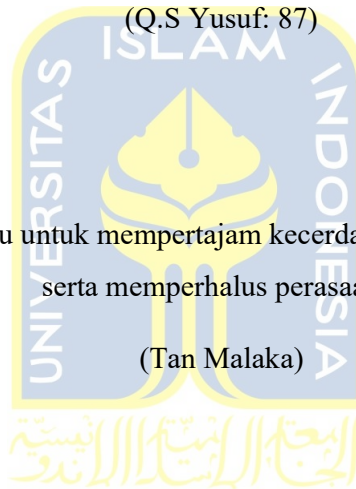 (Q.S Yusuf: 87)
ISLAM
UNIVERSITAS
INDONESIA
u untuk mempertajam kecerda
serta memperhalus perasaa
(Tan Malaka)